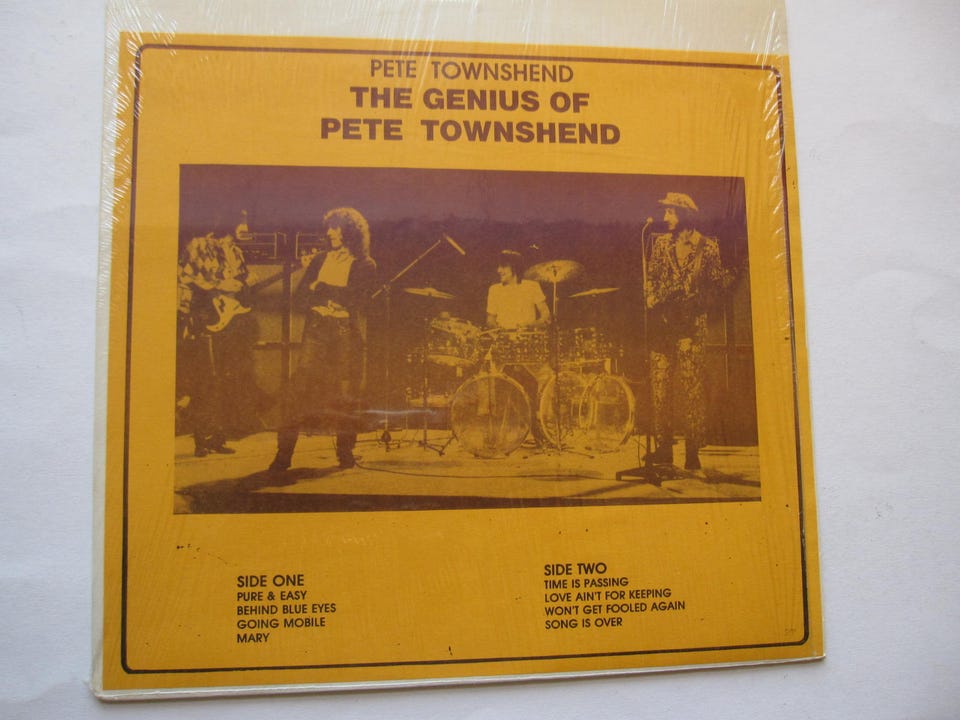 PETE TOWNSHEND
THE GENIUS OF
PETE TOWNSHEND
SIDE ONE
PURE & EASY
BEHIND BLUE EYES
GOING MOBILE
MARY
SIDE TWO
TIME IS PASSING
LOVE AIN'T FOR KEEPING
WON'T GET FOOLED AGAIN
SONG IS OVER